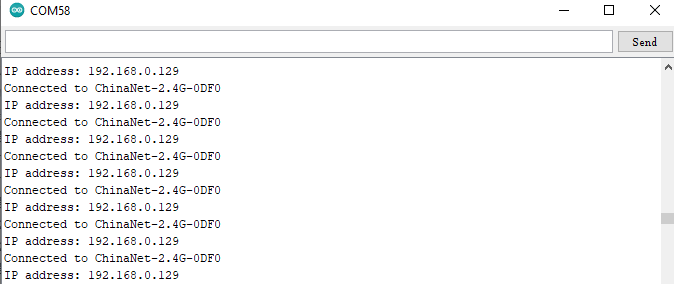 COM58
Send
IP address: 192.168.0.129
Connected to ChinaNet-2.4G-0DF0
IP address: 192.168.0.129
Connected to ChinaNet-2.4G-0DF0
IP address: 192.168.0.129
Connected to ChinaNet-2.4G-0DF0
IP address: 192.168.0.129
Connected to ChinaNet-2.4G-0DF0
IP address: 192.168.0.129
Connected to ChinaNet-2.4G-0DF0
IP address: 192.168.0.129
Connected to ChinaNet-2.4G-0DF0
IP address: 192.168.0.129